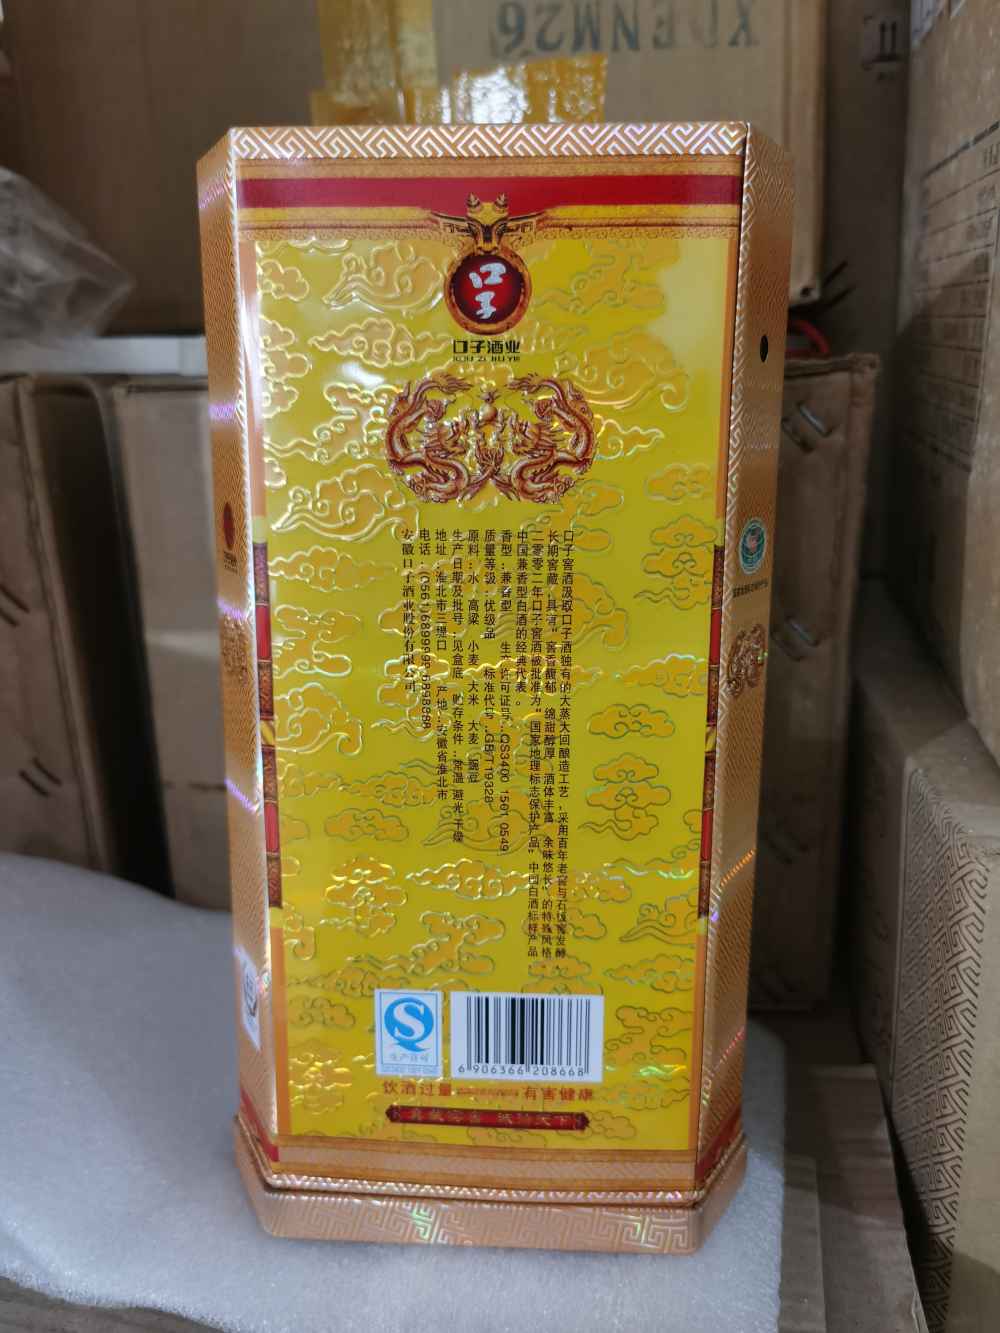 口子
口子酒业
KOU ZI JIU YE
口子窖酒汲取口子酒独有的大蒸大回酿造工艺，采用百年老窖与石板窖发酵，
长期窖藏，具有“窖香馥郁、绵甜醇厚、酒体丰富、余味悠长”的特殊风格。
二零零二年口子窖酒被批准为“国家地理标志保护产品”中国白酒标样产品，
中国兼香型白酒的经典代表。
香型：兼香型 生产许可证号：QS3400 1501 0549
质量等级：优级品 标准代号：GB/T19328
原料：水、高粱、小麦、大米、大麦、豌豆
生产日期及批号：见盒底 贮存条件：常温 避光 干燥
地址：淮北市三堤口 产地：安徽省淮北市
电话：(0561)6899999 6898888
安徽口子酒业股份有限公司
生产许可
6 906366 208668
饮酒过量
有害健康